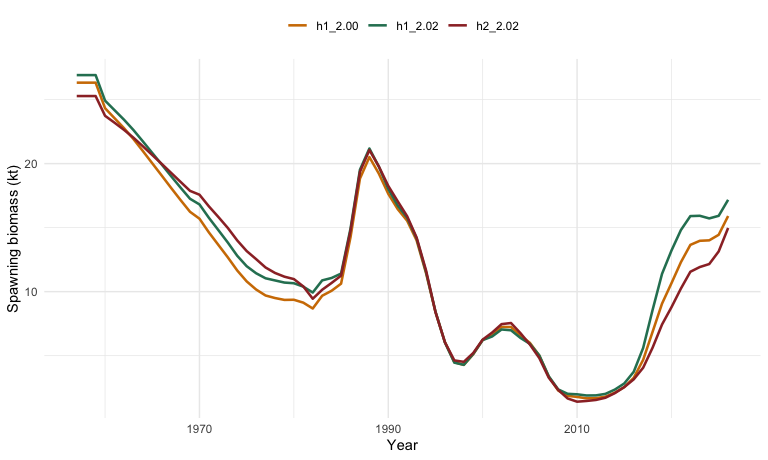 h1_2.00 h1_2.02 h2_2.02
Spawning biomass (kt)
20
10
1970 1990 2010
Year